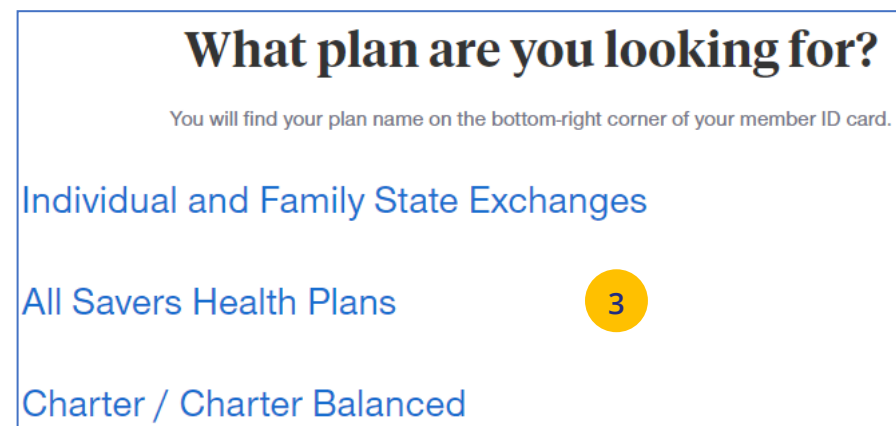 What plan are you looking for?
You will find your plan name on the bottom-right corner of your member ID card.
Individual and Family State Exchanges
All Savers Health Plans
3
Charter / Charter Balanced